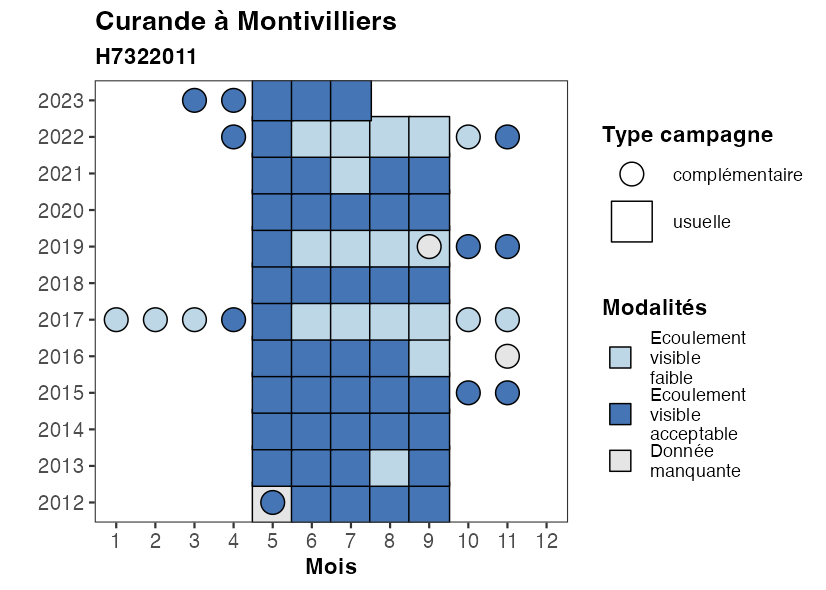 Curande à Montivilliers
H7322011
2023
2022
2021
2020
2019
2018
2017
2016
2015
2014
2013
2012
1 2 3 4 5 6 7 8 9 10 11 12
Mois
Type campagne
complémentaire
usuelle
Modalités
Ecoulement
visible
faible
Ecoulement
visible
acceptable
Donnée
manquante